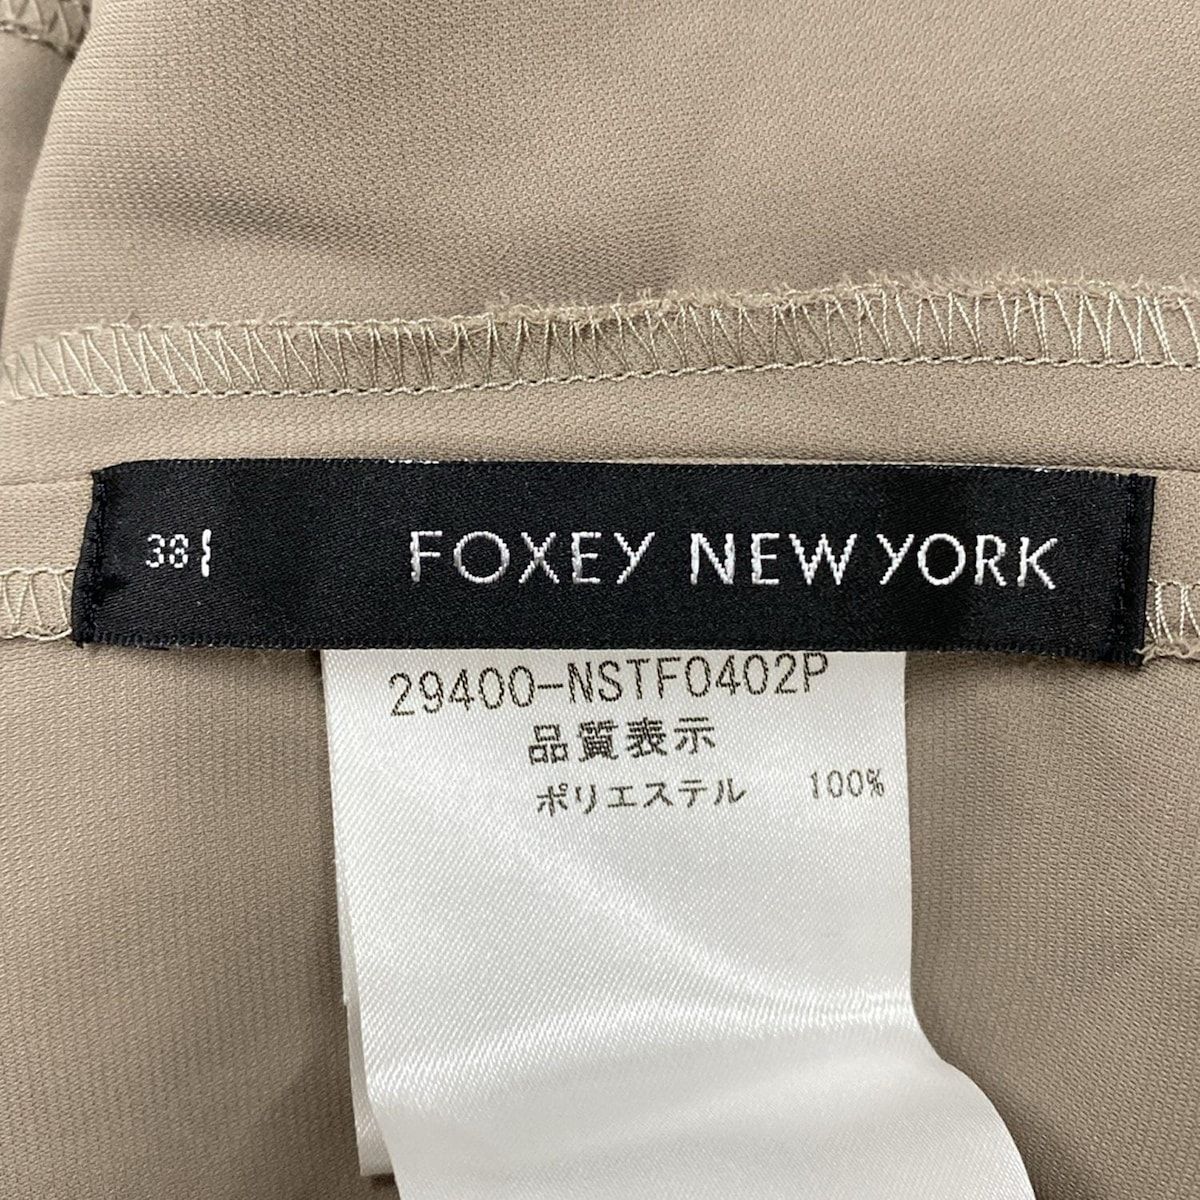 38
FOXEY NEW YORK
29400-NSTF0402P
品質表示
ポリエステル 100%